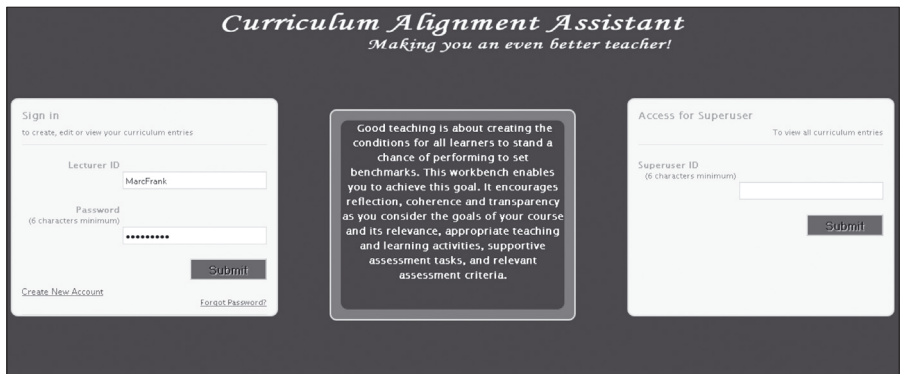 Curriculum Alignment Assistant
Making you an even better teacher!
Sign in
to create, edit or view your curriculum entries
Lecturer ID
MarcFrank
Password
(6 characters minimum)
•••••••••
Submit
Create New Account
Forgot Password?
Good teaching is about creating the
conditions for all learners to stand a
chance of performing to set
benchmarks. This workbench enables
you to achieve this goal. It encourages
reflection, coherence and transparency
as you consider the goals of your course
and its relevance, appropriate teaching
and learning activities, supportive
assessment tasks, and relevant
assessment criteria.
Access for Superuser
To view all curriculum entries
Superuser ID
(6 characters minimum)
Submit